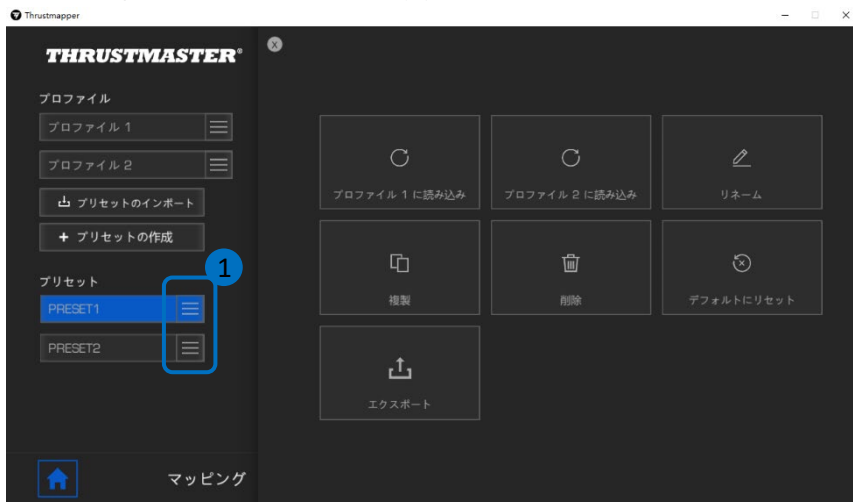 Thrustmapper
THRUSTMASTER®
X
プロファイル
プロファイル 1
プロファイル 2
プリセットのインポート
+ プリセットの作成
プリセット
1
PRESET1
PRESET2
マッピング
プロファイル 1 に読み込み
プロファイル 2 に読み込み
リネーム
複製
削除
デフォルトにリセット
エクスポート